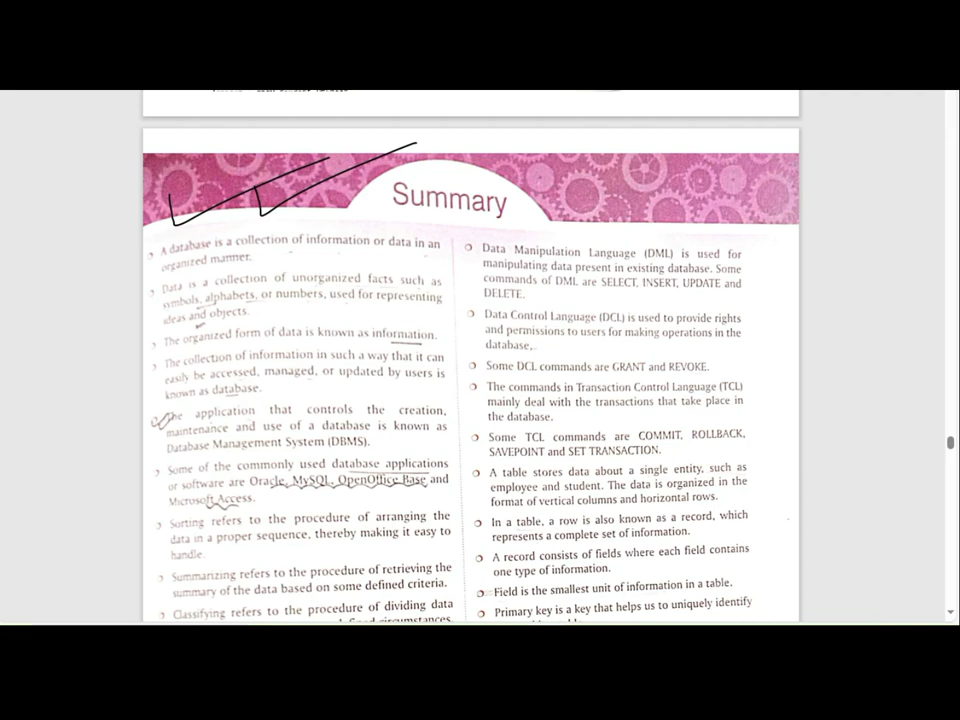 Summary
A database is a collection of information or data in an
organized manner.
Data is a collection of unorganized facts such as
symbols, alphabets, or numbers, used for representing
ideas and objects.
The organized form of data is known as information.
The collection of information in such a way that it can
easily be accessed, managed, or updated by users is
known as database.
The application that controls the creation,
maintenance and use of a database is known as
Database Management System (DBMS).
Some of the commonly used database applications
or software are Oracle, MySQL, OpenOffice Base and
Microsoft Access.
Sorting refers to the procedure of arranging the
data in a proper sequence, thereby making it easy to
handle.
Summarizing refers to the procedure of retrieving the
summary of the data based on some defined criteria.
Classifying refers to the procedure of dividing data
circumstances.
Data Manipulation Language (DML) is used for
manipulating data present in existing database. Some
commands of DML are SELECT, INSERT, UPDATE and
DELETE.
Data Control Language (DCL) is used to provide rights
and permissions to users for making operations in the
database,.
Some DCL commands are GRANT and REVOKE.
The commands in Transaction Control Language (TCL)
mainly deal with the transactions that take place in
the database.
Some TCL commands are COMMIT, ROLLBACK,
SAVEPOINT and SET TRANSACTION.
A table stores data about a single entity, such as
employee and student. The data is organized in the
format of vertical columns and horizontal rows.
In a table, a row is also known as a record, which
represents a complete set of information.
A record consists of fields where each field contains
one type of information.
Field is the smallest unit of information in a table.
Primary key is a key that helps us to uniquely identify